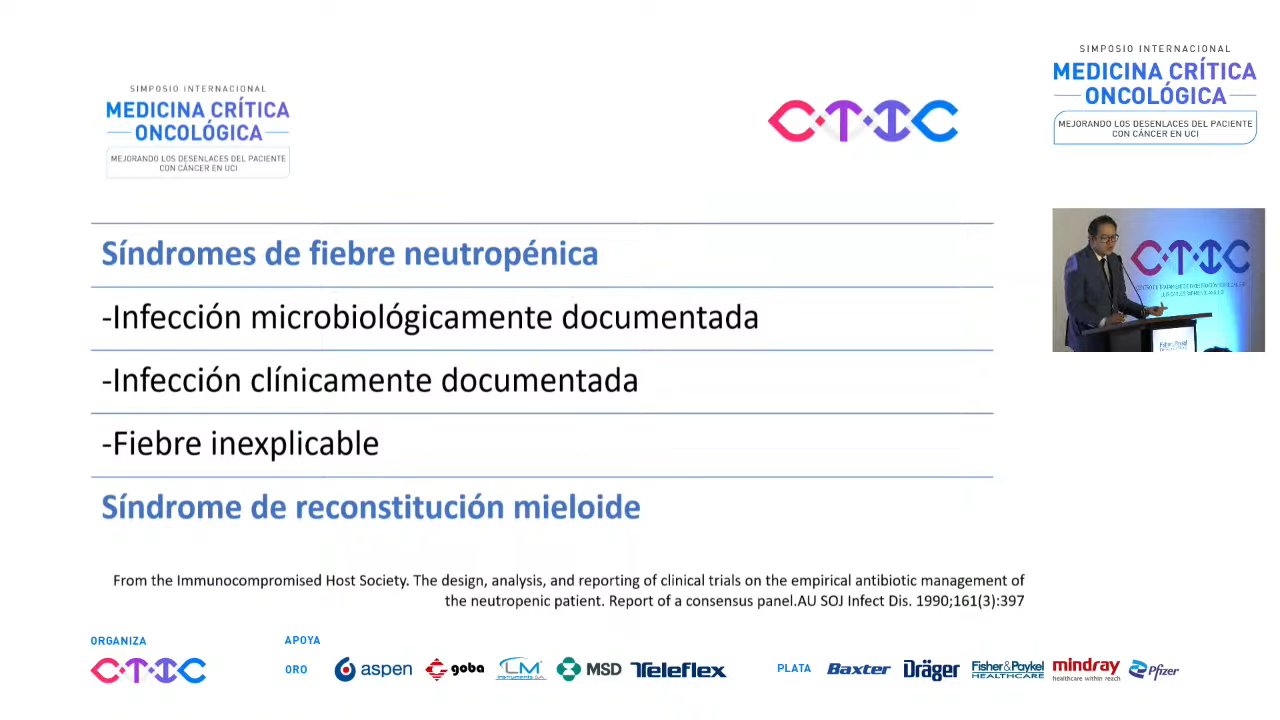 SIMPOSIO INTERNACIONAL
MEDICINA CRÍTICA
ONCOLÓGICA
MEJORANDO LOS DESENLACES DEL PACIENTE
CON CÁNCER EN UCI
CTIC
SIMPOSIO INTERNACIONAL
MEDICINA CRÍTICA
ONCOLÓGICA
MEJORANDO LOS DESENLACES DEL PACIENTE
CON CÁNCER EN UCI
CTIC
Síndromes de fiebre neutropénica
-Infección microbiológicamente documentada
-Infección clínicamente documentada
-Fiebre inexplicable
Síndrome de reconstitución mieloide
From the Immunocompromised Host Society. The design, analysis, and reporting of clinical trials on the empirical antibiotic management of
the neutropenic patient. Report of a consensus panel.AU SOJ Infect Dis. 1990;161(3):397
ORGANIZA
CTIC
APOYA
ORO
aspen
goba
LM
instruments S.A.
MSD
Teleflex
PLATA
Baxter
Dräger
Fisher&Paykel
HEALTHCARE
mindray
healthcare within reach
Pfizer